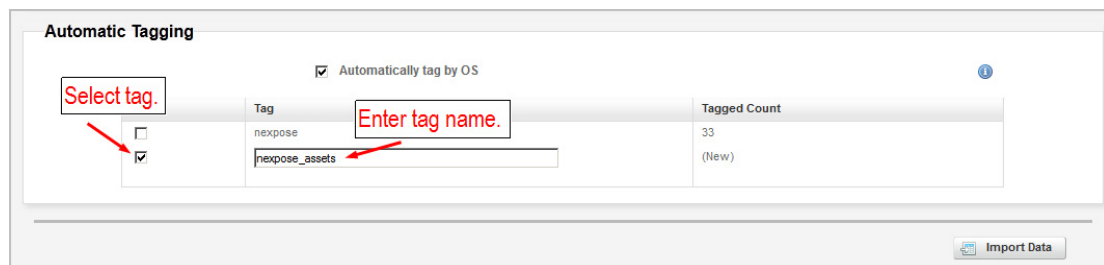 Automatic Tagging
Automatically tag by OS
Select tag.
Tag
Tagged Count
Enter tag name.
nexpose
33
nexpose_assets
(New)
Import Data